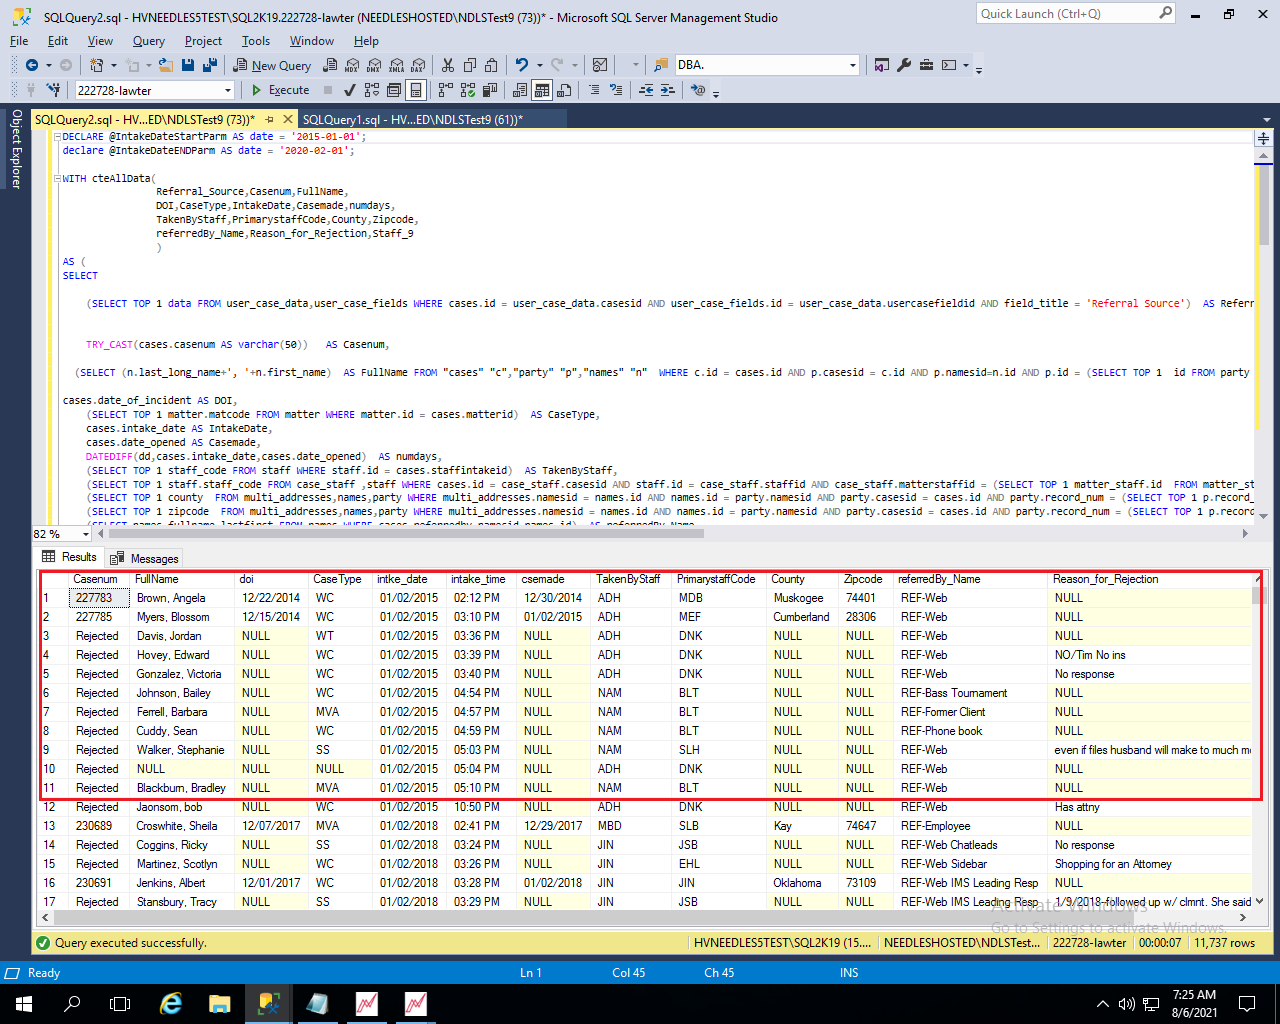 SQLQuery2.sql - HVNEEDLES5TEST\SQL2K19.222728-lawter (NEEDLESHOSTED\NDLSTest9 (73))* - Microsoft SQL Server Management Studio
Quick Launch (Ctrl+Q)
File Edit View Query Project Tools Window Help
New Query MDX DMX XMLA DAX DBA.
222728-lawter Execute
Object Explorer
SQLQuery2.sql - HV...ED\NDLSTest9 (73))* SQLQuery1.sql - HV...ED\NDLSTest9 (61))*
DECLARE @IntakeDateStartParm AS date = '2015-01-01';
declare @IntakeDateENDParm AS date = '2020-02-01';
WITH cteAllData(
Referral_Source,Casenum,FullName,
DOI,CaseType,IntakeDate,Casemade,numdays,
TakenByStaff,PrimarystaffCode,County,Zipcode,
referredBy_Name,Reason_for_Rejection,Staff_9
)
AS (
SELECT
(SELECT TOP 1 data FROM user_case_data,user_case_fields WHERE cases.id = user_case_data.casesid AND user_case_fields.id = user_case_data.usercasefieldid AND field_title = 'Referral Source') AS Referr
TRY_CAST(cases.casenum AS varchar(50)) AS Casenum,
(SELECT (n.last_long_name+', '+n.first_name) AS FullName FROM "cases" "c","party" "p","names" "n" WHERE c.id = cases.id AND p.casesid = c.id AND p.namesid=n.id AND p.id = (SELECT TOP 1 id FROM party
cases.date_of_incident AS DOI,
(SELECT TOP 1 matter.matcode FROM matter WHERE matter.id = cases.matterid) AS CaseType,
cases.intake_date AS IntakeDate,
cases.date_opened AS Casemade,
DATEDIFF(dd,cases.intake_date,cases.date_opened) AS numdays,
(SELECT TOP 1 staff_code FROM staff WHERE staff.id = cases.staffintakeid) AS TakenByStaff,
(SELECT TOP 1 staff.staff_code FROM case_staff ,staff WHERE cases.id = case_staff.casesid AND staff.id = case_staff.staffid AND case_staff.matterstaffid = (SELECT TOP 1 matter_staff.id FROM matter_st
(SELECT TOP 1 county FROM multi_addresses,names,party WHERE multi_addresses.namesid = names.id AND names.id = party.namesid AND party.casesid = cases.id AND party.record_num = (SELECT TOP 1 p.record_
(SELECT TOP 1 zipcode FROM multi_addresses,names,party WHERE multi_addresses.namesid = names.id AND names.id = party.namesid AND party.casesid = cases.id AND party.record_num = (SELECT TOP 1 p.record
(SELECT names.fullname_lastfirst FROM names WHERE cases.referredby_namesid=names.id) AS referredBy_Name
82 %
Results Messages
Casenum FullName doi CaseType intke_date intake_time csemade TakenByStaff PrimarystaffCode County Zipcode referredBy_Name Reason_for_Rejection
1 227783 Brown, Angela 12/22/2014 WC 01/02/2015 02:12 PM 12/30/2014 ADH MDB Muskogee 74401 REF-Web NULL
2 227785 Myers, Blossom 12/15/2014 WC 01/02/2015 03:10 PM 01/02/2015 ADH MEF Cumberland 28306 REF-Web NULL
3 Rejected Davis, Jordan NULL WT 01/02/2015 03:36 PM NULL ADH DNK NULL NULL REF-Web NULL
4 Rejected Hovey, Edward NULL WC 01/02/2015 03:39 PM NULL ADH DNK NULL NULL REF-Web NO/Tim No ins
5 Rejected Gonzalez, Victoria NULL WC 01/02/2015 03:40 PM NULL ADH DNK NULL NULL REF-Web No response
6 Rejected Johnson, Bailey NULL WC 01/02/2015 04:54 PM NULL NAM BLT NULL NULL REF-Bass Tournament NULL
7 Rejected Ferrell, Barbara NULL MVA 01/02/2015 04:57 PM NULL NAM BLT NULL NULL REF-Former Client NULL
8 Rejected Cuddy, Sean NULL WC 01/02/2015 04:59 PM NULL NAM BLT NULL NULL REF-Phone book NULL
9 Rejected Walker, Stephanie NULL SS 01/02/2015 05:03 PM NULL NAM SLH NULL NULL REF-Web even if files husband will make to much m
10 Rejected NULL NULL NULL 01/02/2015 05:04 PM NULL ADH DNK NULL NULL REF-Web NULL
11 Rejected Blackburn, Bradley NULL MVA 01/02/2015 05:10 PM NULL NAM BLT NULL NULL REF-Web NULL
12 Rejected Jaonsom, bob NULL WC 01/02/2015 10:50 PM NULL ADH DNK NULL NULL REF-Web Has attny
13 230689 Croswhite, Sheila 12/07/2017 MVA 01/02/2018 02:41 PM 12/29/2017 MBD SLB Kay 74647 REF-Employee NULL
14 Rejected Coggins, Ricky NULL SS 01/02/2018 03:24 PM NULL JIN JSB NULL NULL REF-Web Chatleads No response
15 Rejected Martinez, Scotlyn NULL WC 01/02/2018 03:26 PM NULL JIN EHL NULL NULL REF-Web Sidebar Shopping for an Attorney
16 230691 Jenkins, Albert 12/01/2017 WC 01/02/2018 03:28 PM 01/02/2018 JIN JIN Oklahoma 73109 REF-Web IMS Leading Resp NULL
17 Rejected Stansbury, Tracy NULL SS 01/02/2018 03:29 PM NULL JIN JSB NULL NULL REF-Web IMS Leading Resp 1/9/2018-followed up w/ clmnt. She said
Activate Windows
Go to Settings to activate Windows.
Query executed successfully. HVNEEDLES5TEST\SQL2K19 (15.... NEEDLESHOSTED\NDLSTest... 222728-lawter 00:00:07 11,737 rows
Ready Ln 1 Col 45 Ch 45 INS
7:25 AM
8/6/2021